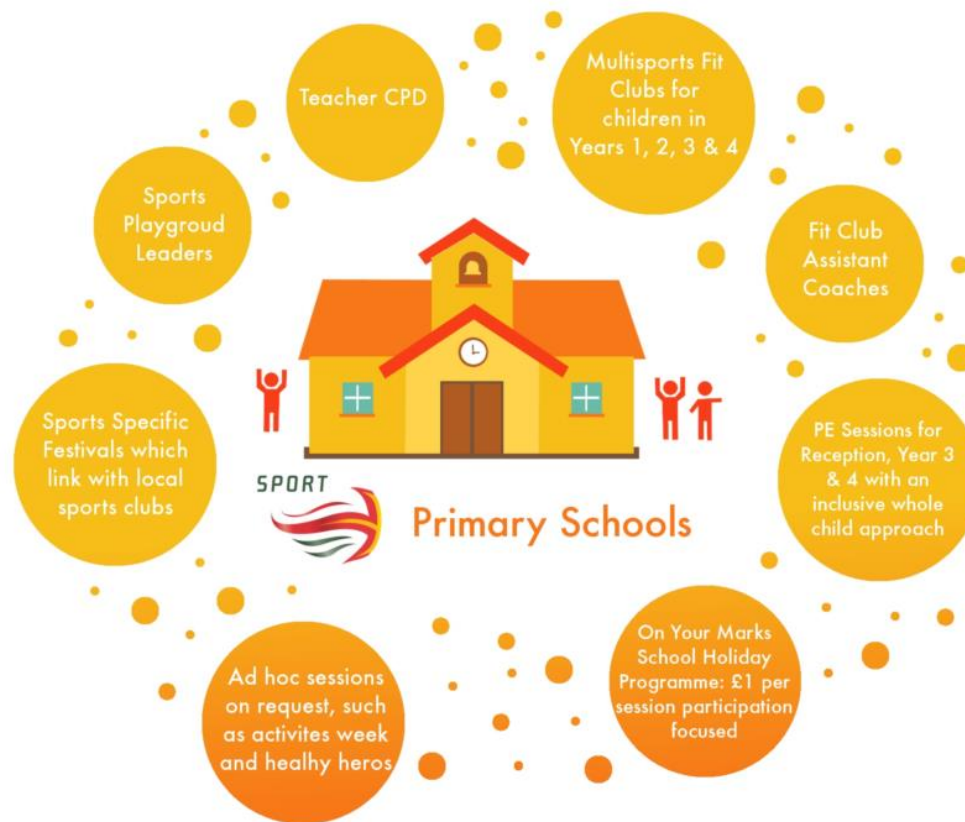 Teacher CPD
Multisports Fit
Clubs for
children in
Years 1, 2, 3 & 4
Sports
Playgroud
Leaders
Fit Club
Assistant
Coaches
Sports Specific
Festivals which
link with local
sports clubs
PE Sessions for
Reception, Year 3
& 4 with an
inclusive whole
child approach
SPORT
Primary Schools
Ad hoc sessions
on request, such
as activites week
and healhy heros
On Your Marks
School Holiday
Programme: £1 per
session participation
focused